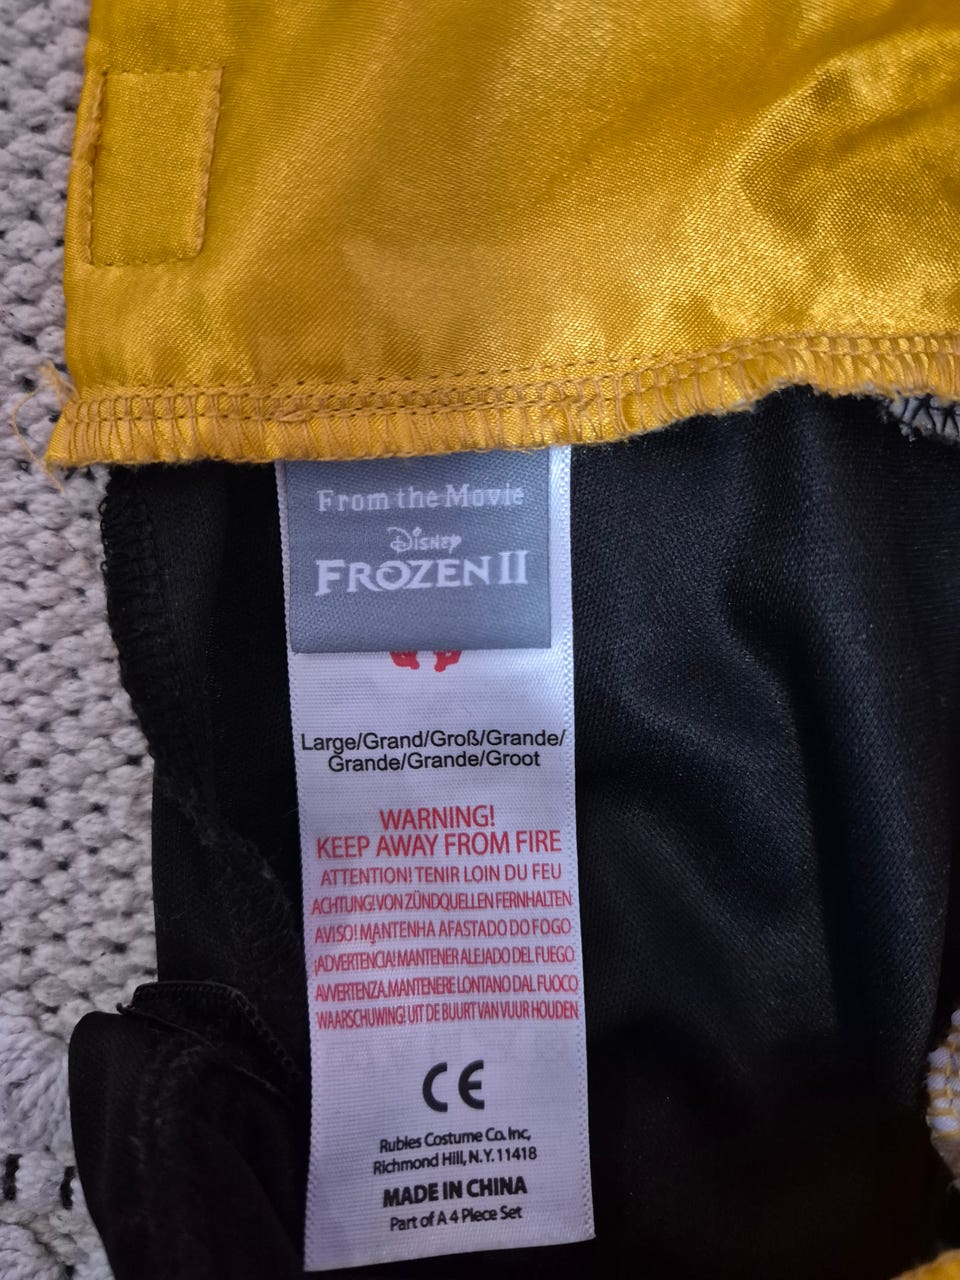 From the Movie
Disney
FROZEN II
Large/Grand/Groß/Grande/
Grande/Grande/Groot
WARNING!
KEEP AWAY FROM FIRE
ATTENTION! TENIR LOIN DU FEU
ACHTUNG! VON ZÜNDQUELLEN FERNHALTEN
AVISO! MANTENHA AFASTADO DO FOGO
¡ADVERTENCIA! MANTENER ALEJADO DEL FUEGO
AVVERTENZA.MANTENERE LONTANO DAL FUOCO
WAARSCHUWING! UIT DE BUURT VAN VUUR HOUDEN
CE
Rubies Costume Co. Inc,
Richmond Hill, N.Y. 11418
MADE IN CHINA
Part of A 4 Piece Set